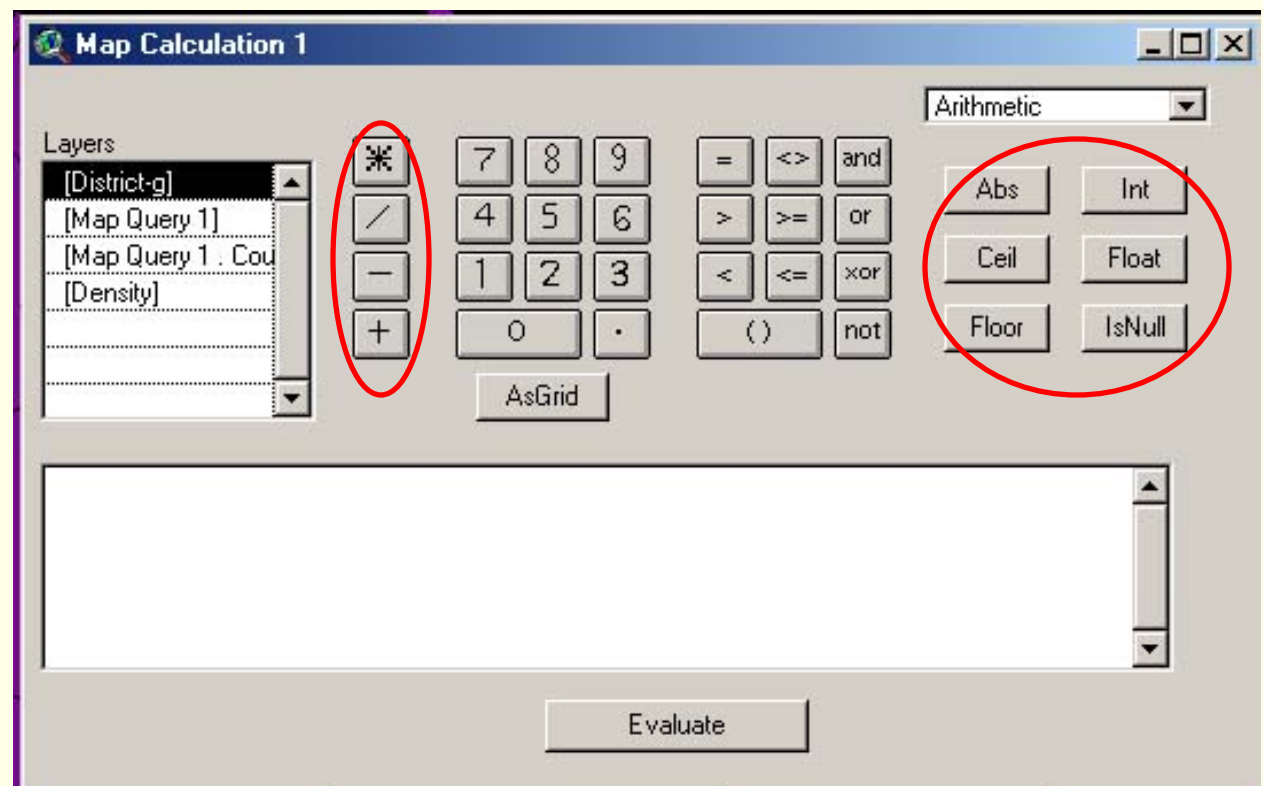 Map Calculation 1
Arithmetic
Layers
[District-g]
[Map Query 1]
[Map Query 1 . Cou
[Density]
* 7 8 9 = <> and
/ 4 5 6 > >= or
- 1 2 3 < <= xor
+ 0 . () not
Abs Int
Ceil Float
Floor IsNull
AsGrid
Evaluate